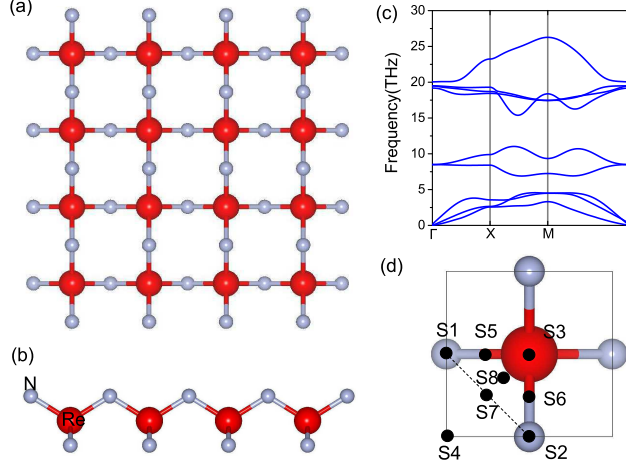 (a)
(b)
N
Re
(c)
Frequency(THz)
30
25
20
15
10
5
0
Γ X M
(d)
S1 S5 S3
S8
S7 S6
S4 S2